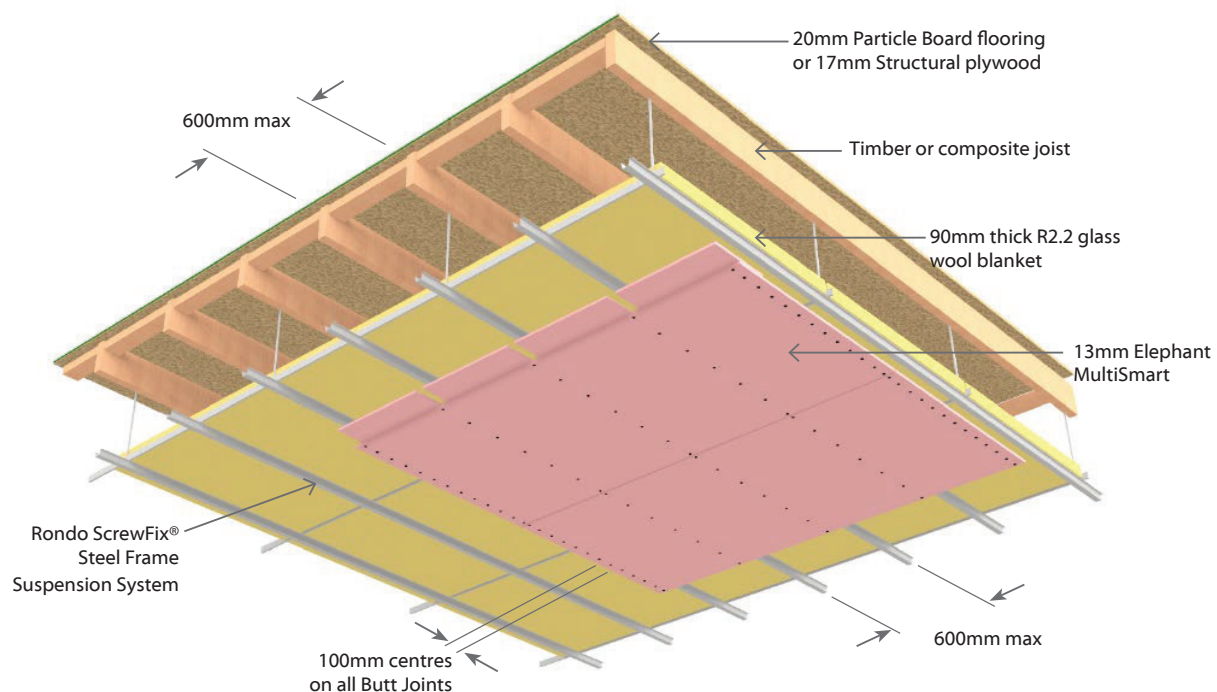 20mm Particle Board flooring
or 17mm Structural plywood
600mm max
Timber or composite joist
90mm thick R2.2 glass
wool blanket
13mm Elephant
MultiSmart
Rondo ScrewFix®
Steel Frame
Suspension System
600mm max
100mm centres
on all Butt Joints